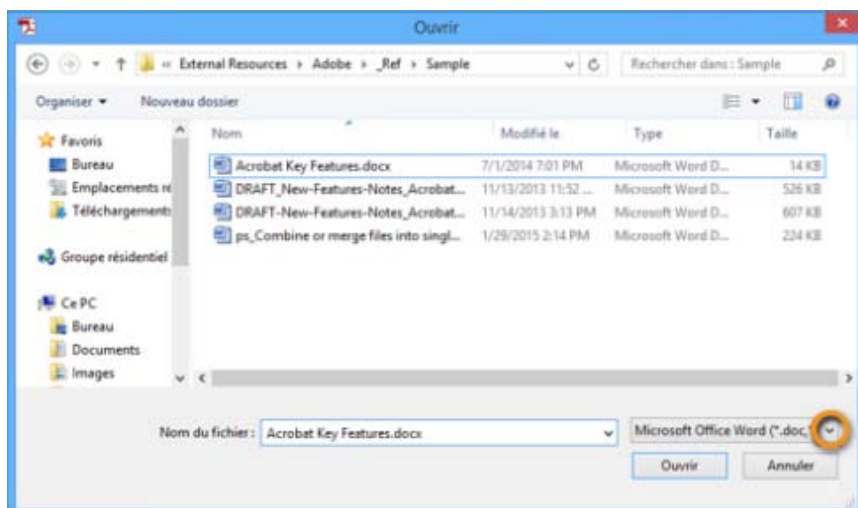 Ouvrir
« External Resources › Adobe › _Ref › Sample
Rechercher dans : Sample
Organiser
Nouveau dossier
Nom Modifié le Type Taille
Favoris
Bureau
Emplacements ré
Téléchargements
Groupe résidentiel
Ce PC
Bureau
Documents
Images
Acrobat Key Features.docx 7/1/2014 7:01 PM Microsoft Word D... 14 KB
DRAFT_New-Features-Notes_Acrobat... 11/13/2013 11:52 ... Microsoft Word D... 526 KB
DRAFT-New-Features-Notes_Acrobat... 11/14/2013 3:13 PM Microsoft Word D... 607 KB
ps_Combine or merge files into singl... 1/29/2015 2:14 PM Microsoft Word D... 224 KB
Nom du fichier : Acrobat Key Features.docx Microsoft Office Word (*.doc,
Ouvrir Annuler